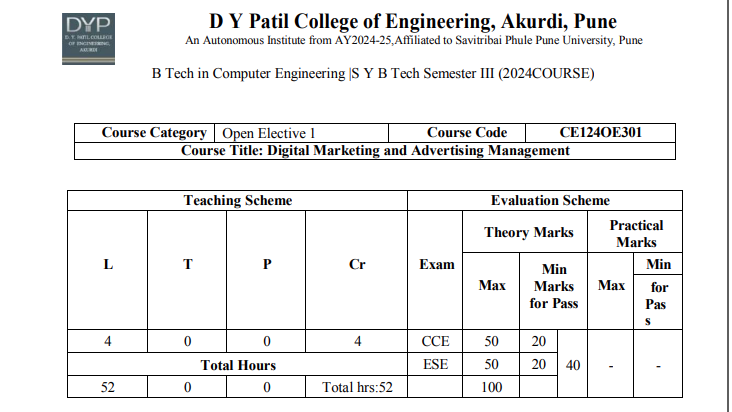 DYP
D. Y. PATIL COLLEGE
OF ENGINEERING,
AKURDI
D Y Patil College of Engineering, Akurdi, Pune
An Autonomous Institute from AY2024-25,Affiliated to Savitribai Phule Pune University, Pune
B Tech in Computer Engineering |S Y B Tech Semester III (2024COURSE)
Course Category Open Elective 1 Course Code CE124OE301
Course Title: Digital Marketing and Advertising Management
Teaching Scheme Evaluation Scheme
L T P Cr Exam Theory Marks Practical Marks
Max Min Marks for Pass Max Min for Pas s
4 0 0 4 CCE 50 20 40 - -
Total Hours ESE 50 20
52 0 0 Total hrs:52 100